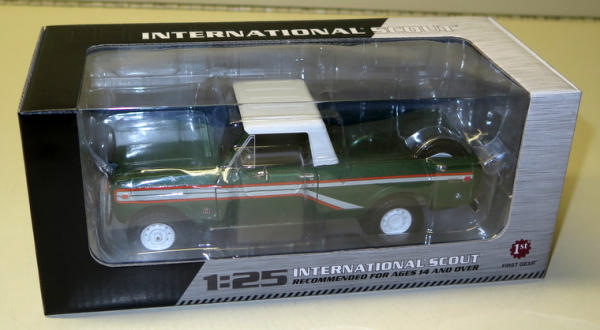 INTERNATIONAL SCOUT
1:25 INTERNATIONAL SCOUT
RECOMMENDED FOR AGES 14 AND OVER
1st
FIRST GEAR